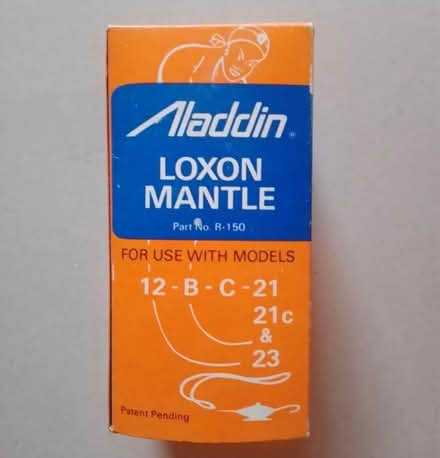 Aladdin®
LOXON
MANTLE
Part No. R-150
FOR USE WITH MODELS
12 - B - C - 21
21c
&
23
Patent Pending